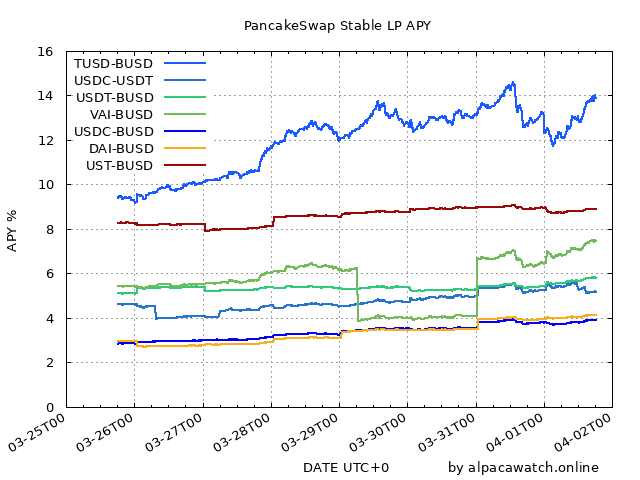 PancakeSwap Stable LP APY
16
14
12
10
8
6
4
2
0
APY %
TUSD-BUSD
USDC-USDT
USDT-BUSD
VAI-BUSD
USDC-BUSD
DAI-BUSD
UST-BUSD
03-25T00
03-26T00
03-27T00
03-28T00
03-29T00
03-30T00
03-31T00
04-01T00
04-02T00
DATE UTC+0
by alpacawatch.online